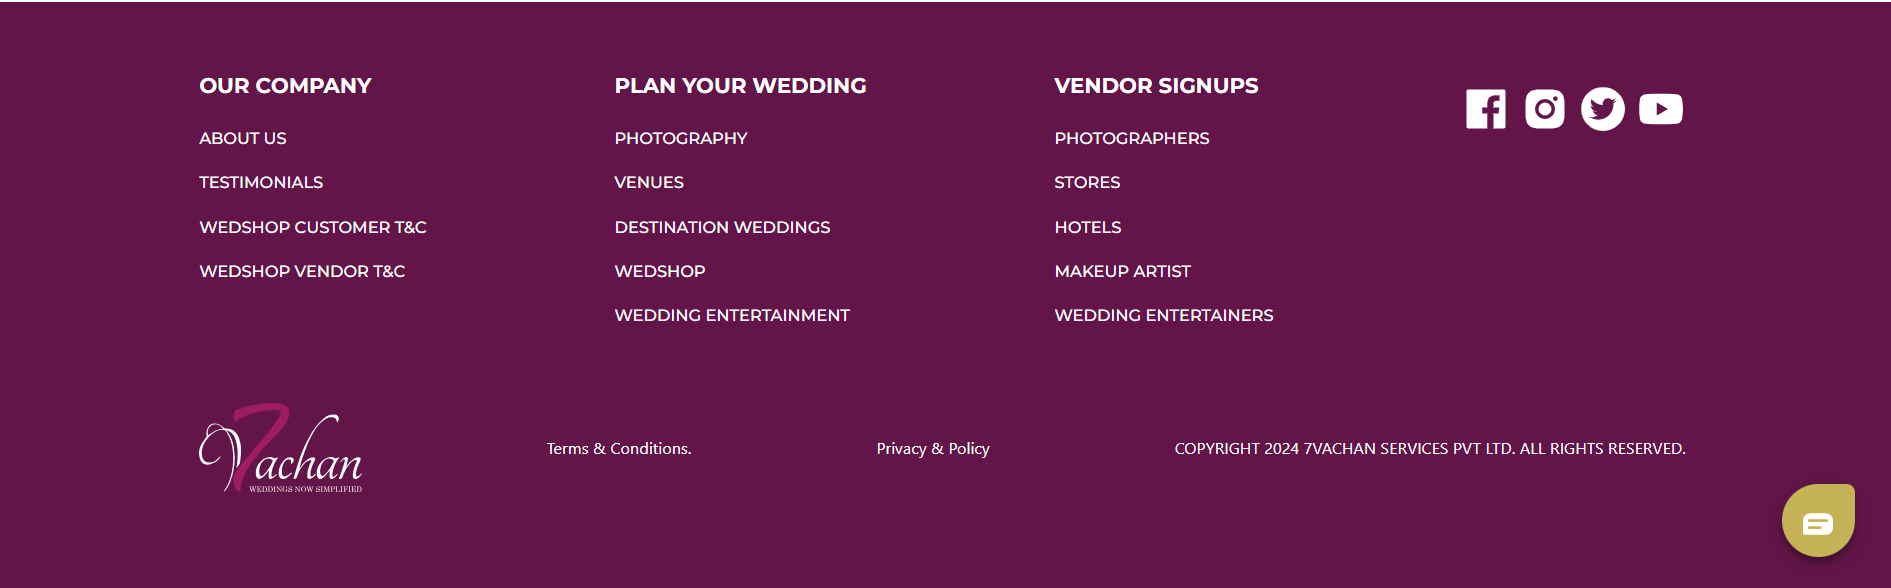 OUR COMPANY
ABOUT US
TESTIMONIALS
WEDSHOP CUSTOMER T&C
WEDSHOP VENDOR T&C
PLAN YOUR WEDDING
PHOTOGRAPHY
VENUES
DESTINATION WEDDINGS
WEDSHOP
WEDDING ENTERTAINMENT
VENDOR SIGNUPS
PHOTOGRAPHERS
STORES
HOTELS
MAKEUP ARTIST
WEDDING ENTERTAINERS
7Vachan
WEDDINGS NOW SIMPLIFIED
Terms & Conditions.
Privacy & Policy
COPYRIGHT 2024 7VACHAN SERVICES PVT LTD. ALL RIGHTS RESERVED.